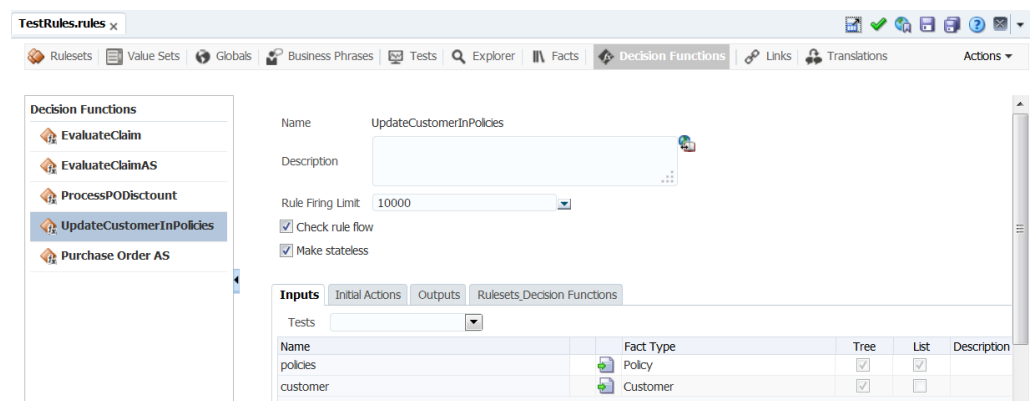 TestRules.rules x
Rulesets Value Sets Globals Business Phrases Tests Explorer Facts Decision Functions Links Translations Actions
Decision Functions
EvaluateClaim
EvaluateClaimAS
ProcessPODisctount
UpdateCustomerInPolicies
Purchase Order AS
Name UpdateCustomerInPolicies
Description
Rule Firing Limit 10000
Check rule flow
Make stateless
Inputs Initial Actions Outputs Rulesets_Decision Functions
Tests
Name Fact Type Tree List Description
policies Policy
customer Customer